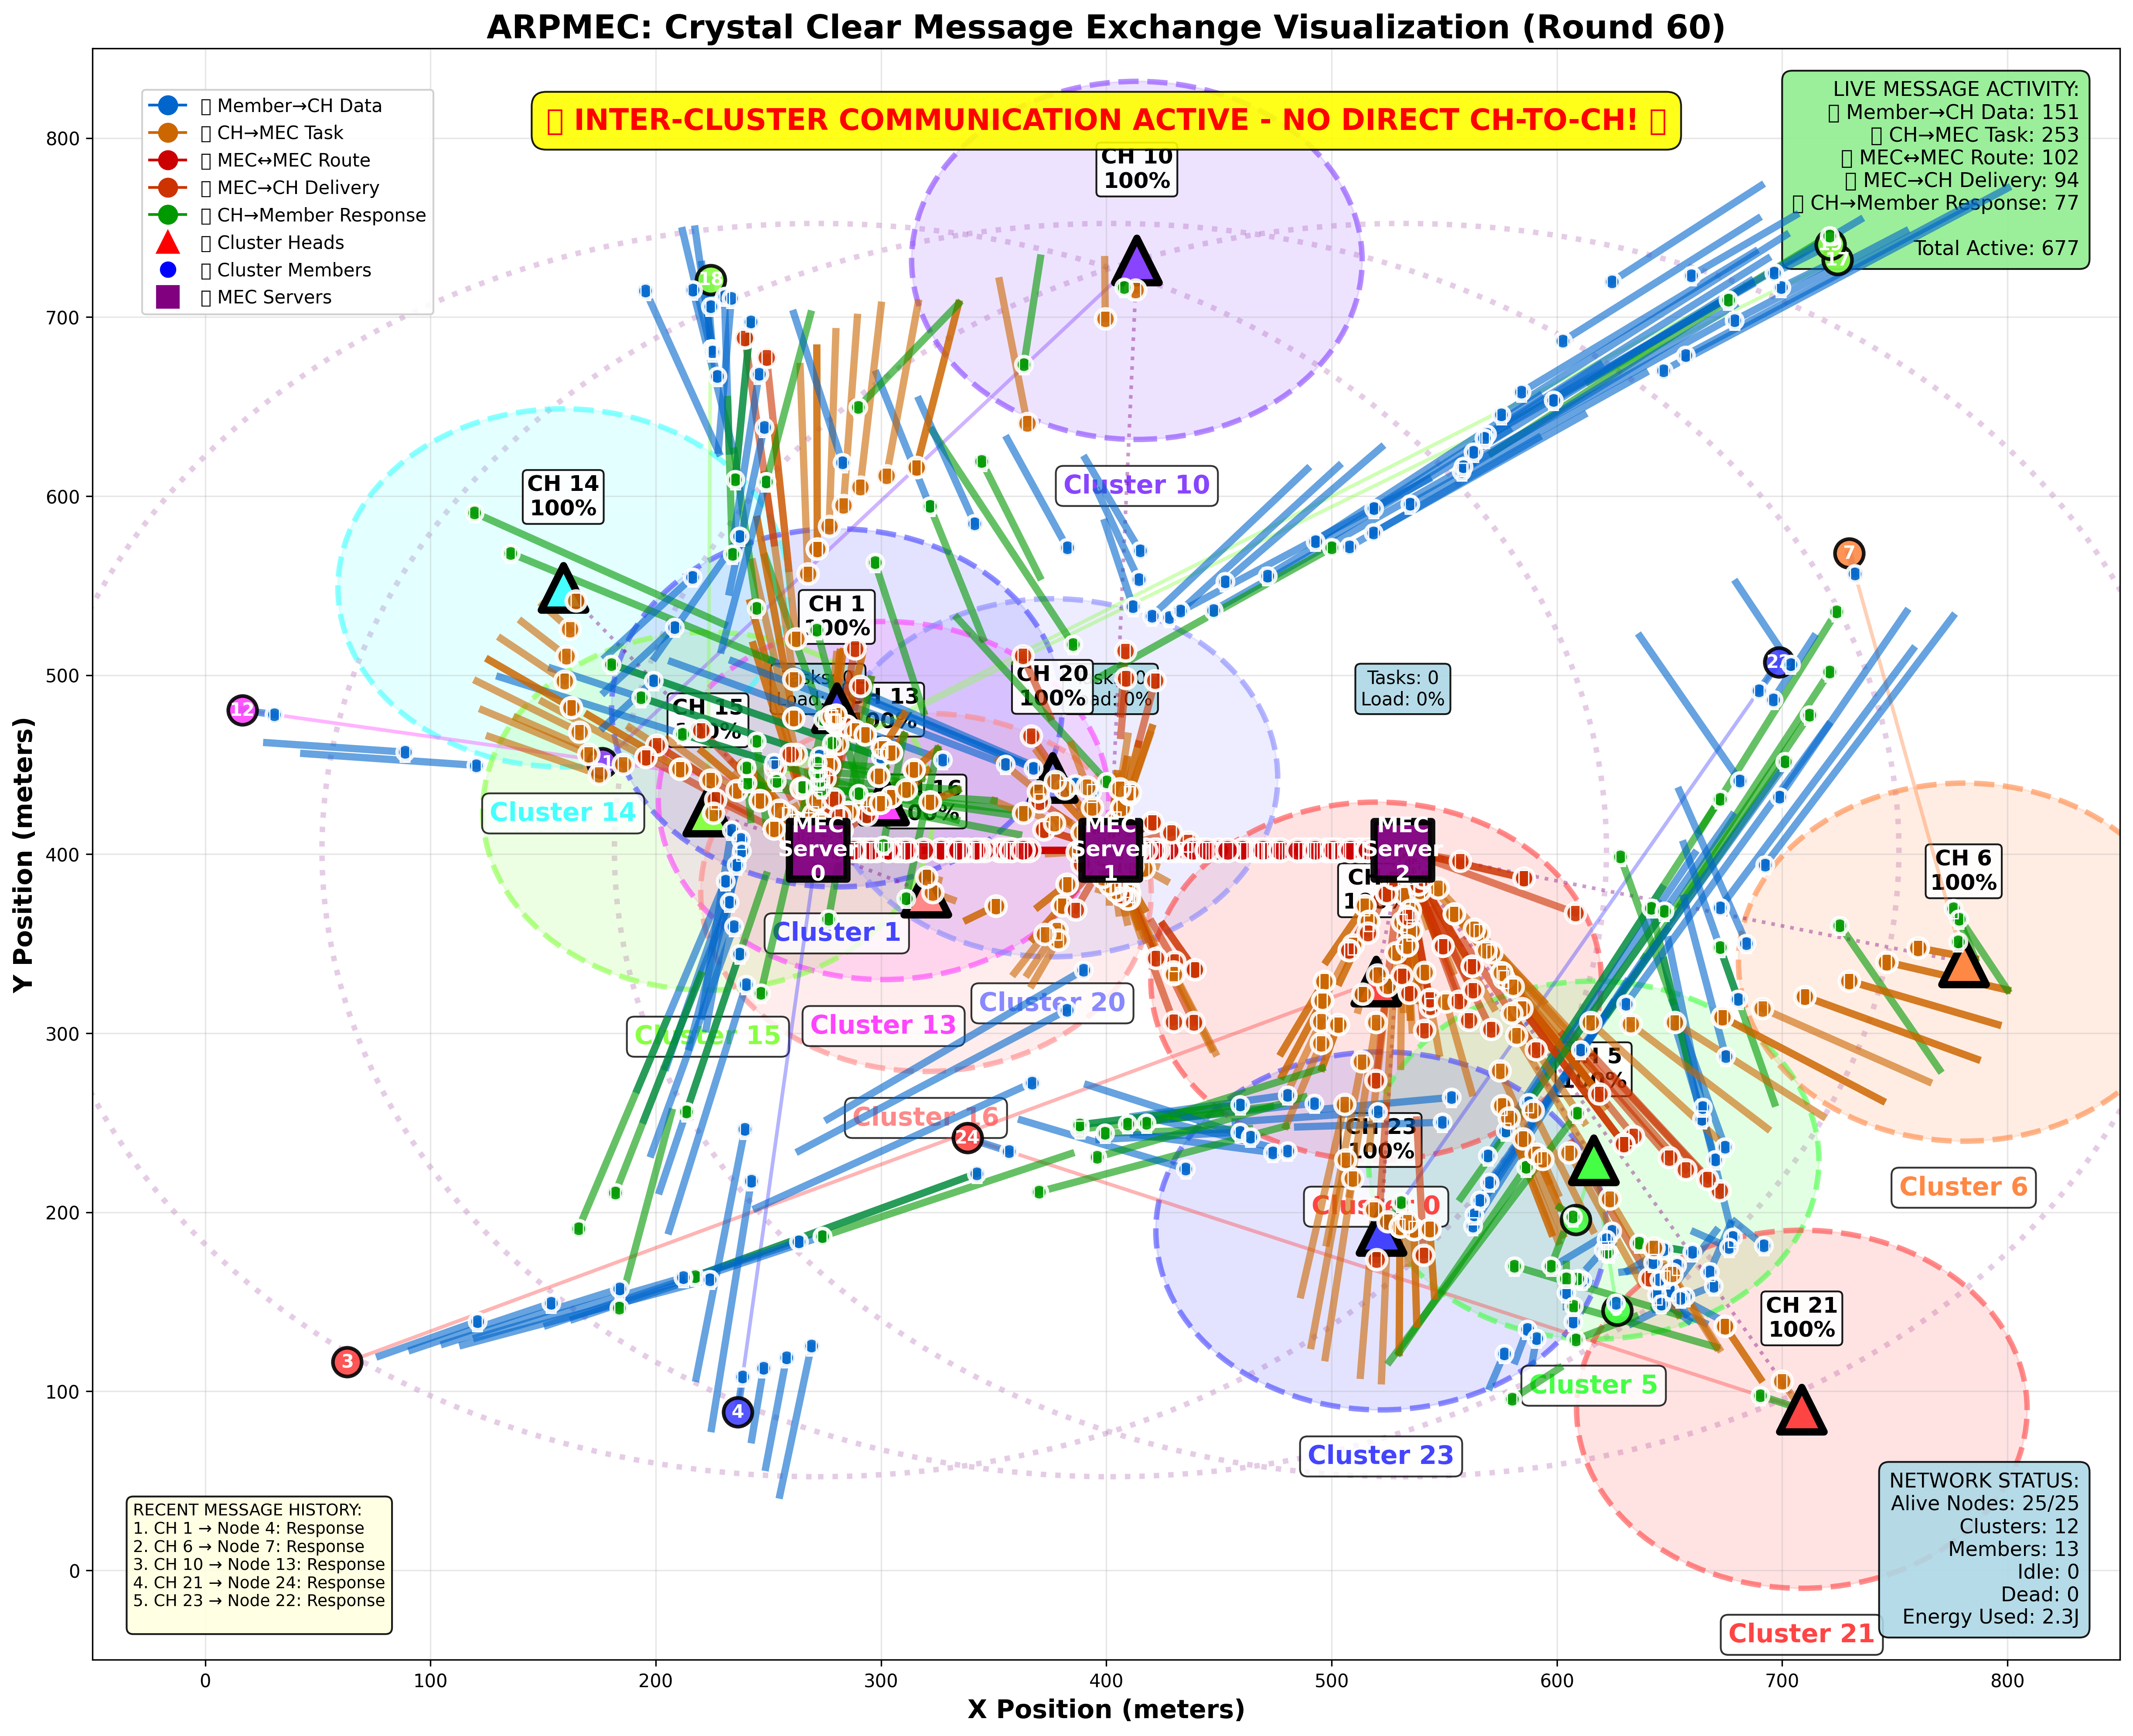 ARPMEC: Crystal Clear Message Exchange Visualization (Round 60)
INTER-CLUSTER COMMUNICATION ACTIVE - NO DIRECT CH-TO-CH!
Member→CH Data
CH→MEC Task
MEC↔MEC Route
MEC→CH Delivery
CH→Member Response
Cluster Heads
Cluster Members
MEC Servers
LIVE MESSAGE ACTIVITY:
Member→CH Data: 151
CH→MEC Task: 253
MEC↔MEC Route: 102
MEC→CH Delivery: 94
CH→Member Response: 77
Total Active: 677
CH 10
100%
18
17
Cluster 10
CH 14
100%
7
CH 1
100%
22
12
CH 15
CH 13
100%
CH 20
100%
Tasks: 0
Load: 0%
Cluster 14
MEC
Server
0
MEC
Server
1
MEC
Server
2
CH 6
100%
Cluster 1
Cluster 20
Cluster 13
Cluster 15
Cluster 16
24
CH 23
100%
Cluster 6
3
4
CH 21
100%
Cluster 5
Cluster 23
Cluster 21
RECENT MESSAGE HISTORY:
1. CH 1 → Node 4: Response
2. CH 6 → Node 7: Response
3. CH 10 → Node 13: Response
4. CH 21 → Node 24: Response
5. CH 23 → Node 22: Response
NETWORK STATUS:
Alive Nodes: 25/25
Clusters: 12
Members: 13
Idle: 0
Dead: 0
Energy Used: 2.3J
Y Position (meters)
800
700
600
500
400
300
200
100
0
0 100 200 300 400 500 600 700 800
X Position (meters)